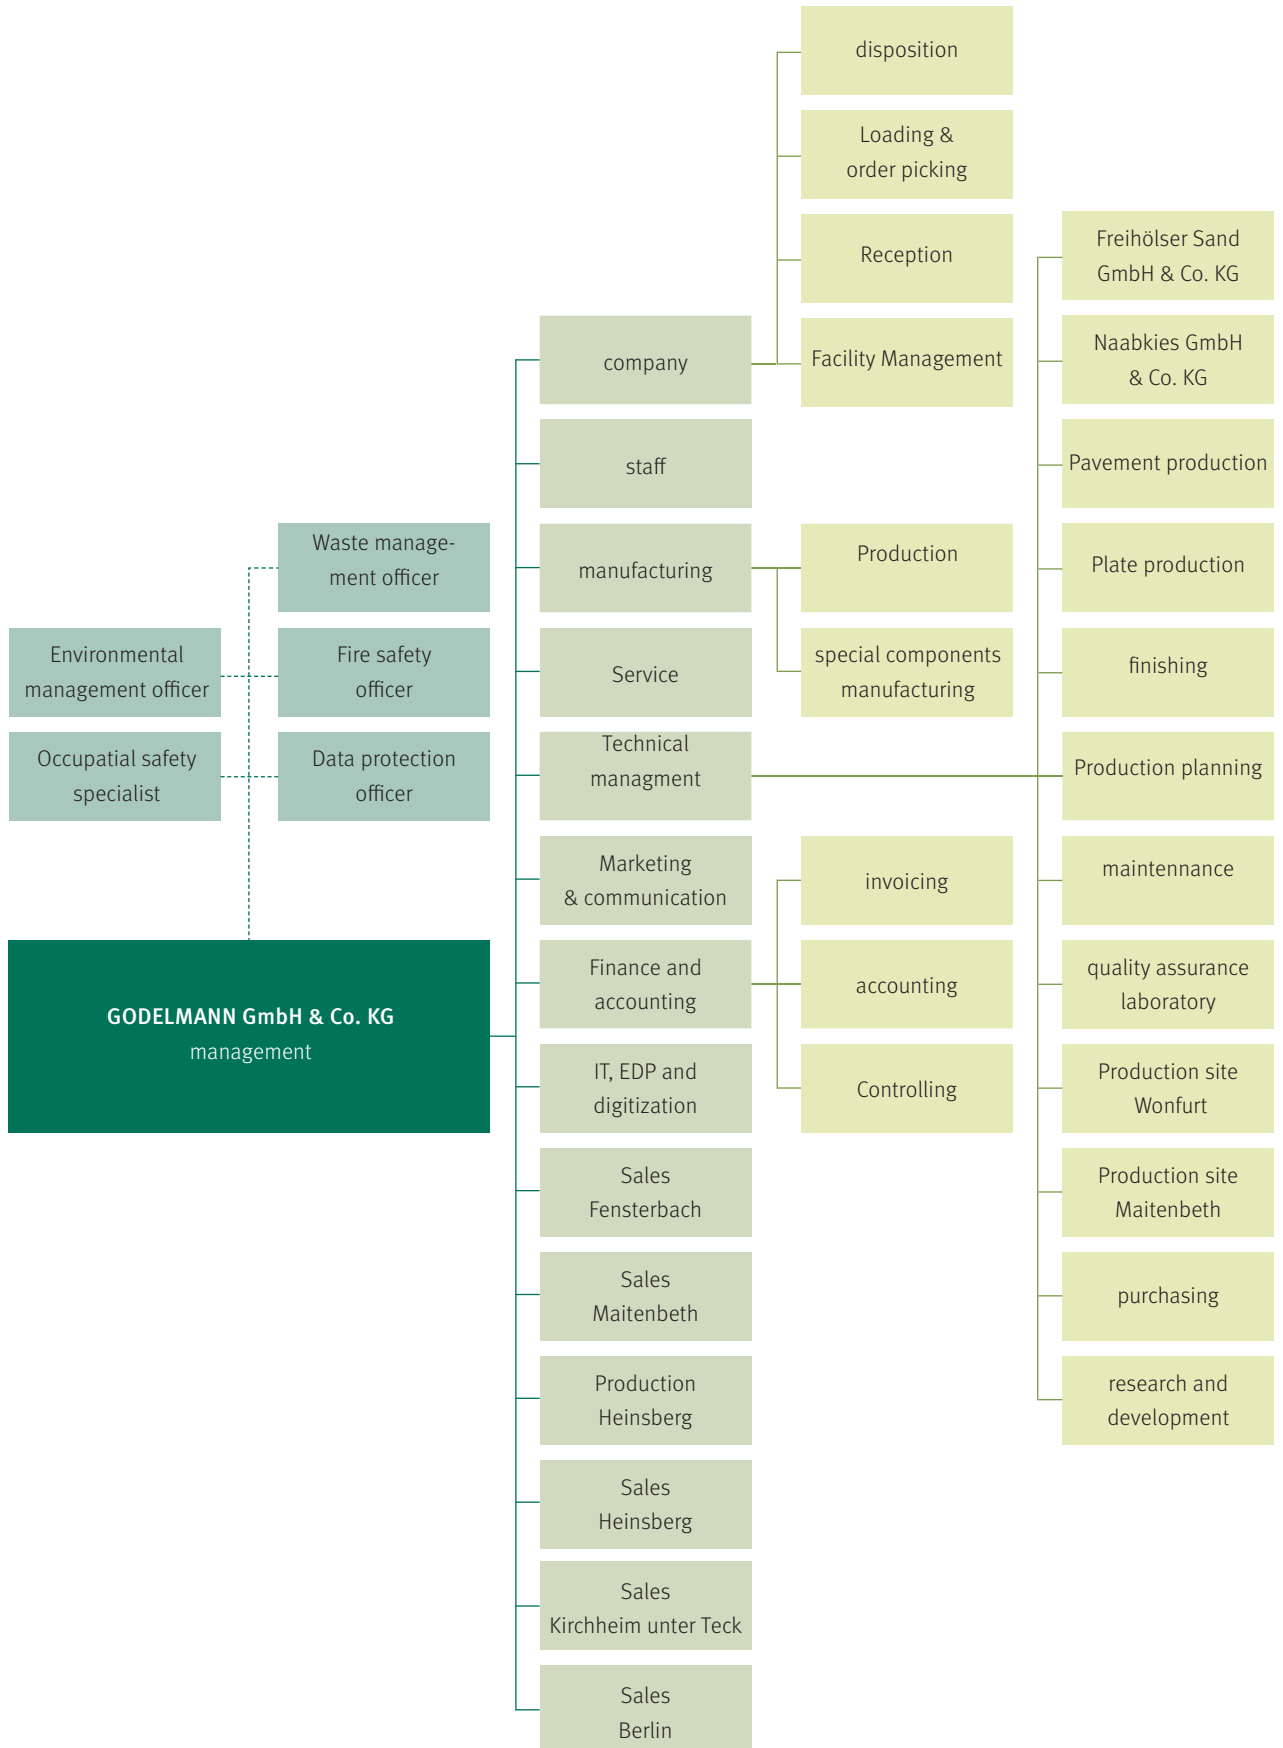 disposition
Loading &
order picking
Reception
Facility Management
Freihölser Sand
GmbH & Co. KG
Naabkies GmbH
& Co. KG
Pavement production
Plate production
finishing
Production planning
maintennance
quality assurance
laboratory
Production site
Wonfurt
Production site
Maitenbeth
purchasing
research and
development
company
staff
manufacturing
Production
special components
manufacturing
Service
Technical
managment
Marketing
& communication
Finance and
accounting
invoicing
accounting
Controlling
IT, EDP and
digitization
Sales
Fensterbach
Sales
Maitenbeth
Production
Heinsberg
Sales
Heinsberg
Sales
Kirchheim unter Teck
Sales
Berlin
Waste manage-
ment officer
Environmental
management officer
Fire safety
officer
Occupatial safety
specialist
Data protection
officer
GODELMANN GmbH & Co. KG
management